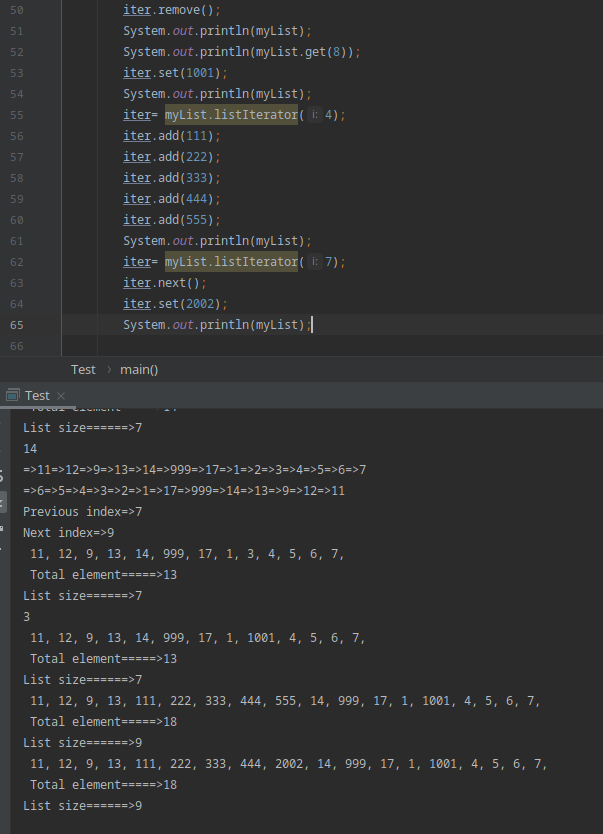 50 iter.remove();
51 System.out.println(myList);
52 System.out.println(myList.get(8));
53 iter.set(1001);
54 System.out.println(myList);
55 iter= myList.listIterator( i: 4);
56 iter.add(111);
57 iter.add(222);
58 iter.add(333);
59 iter.add(444);
60 iter.add(555);
61 System.out.println(myList);
62 iter= myList.listIterator( i: 7);
63 iter.next();
64 iter.set(2002);
65 System.out.println(myList);
66
Test › main()
Test ×
List size======>7
14
=>11=>12=>9=>13=>14=>999=>17=>1=>2=>3=>4=>5=>6=>7
=>6=>5=>4=>3=>2=>1=>17=>999=>14=>13=>9=>12=>11
Previous index=>7
Next index=>9
11, 12, 9, 13, 14, 999, 17, 1, 3, 4, 5, 6, 7,
Total element=====>13
List size======>7
3
11, 12, 9, 13, 14, 999, 17, 1, 1001, 4, 5, 6, 7,
Total element=====>13
List size======>7
11, 12, 9, 13, 111, 222, 333, 444, 555, 14, 999, 17, 1, 1001, 4, 5, 6, 7,
Total element=====>18
List size======>9
11, 12, 9, 13, 111, 222, 333, 444, 2002, 14, 999, 17, 1, 1001, 4, 5, 6, 7,
Total element=====>18
List size======>9